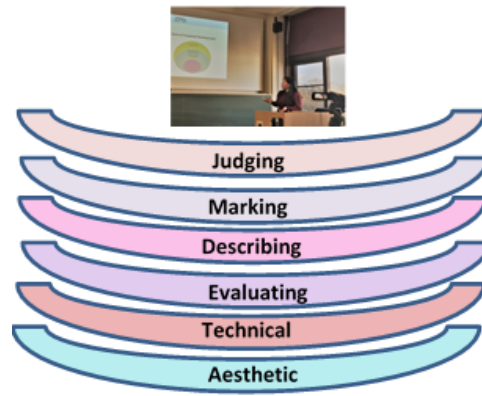 Judging
Marking
Describing
Evaluating
Technical
Aesthetic